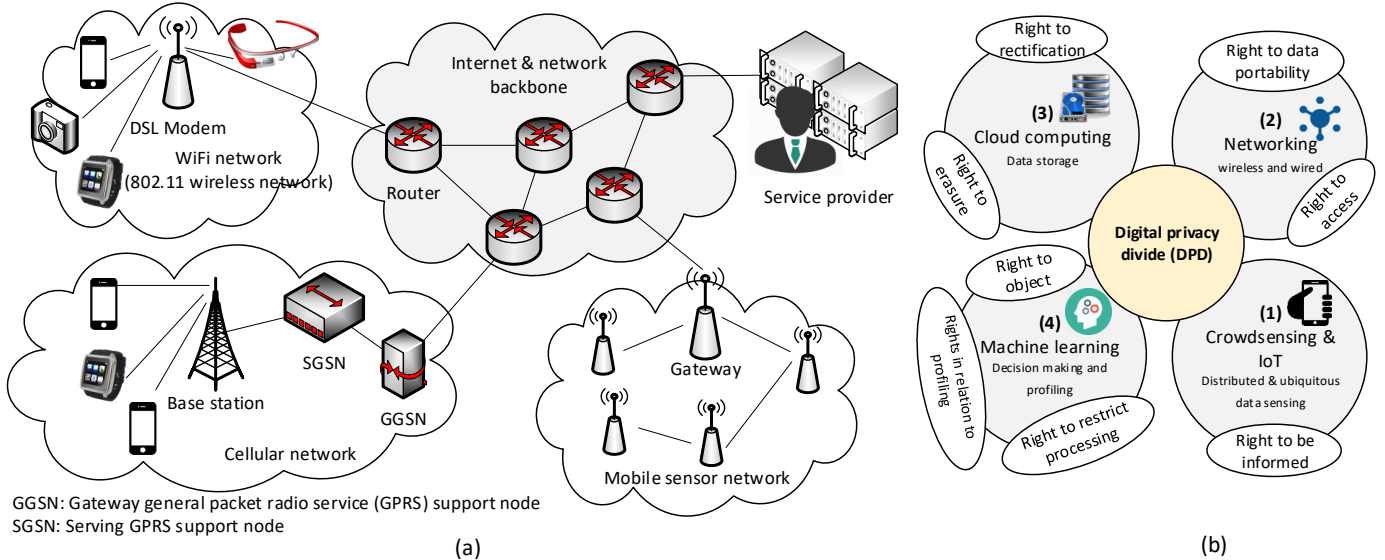 DSL Modem
WiFi network
(802.11 wireless network)
Internet & network
backbone
Router
Service provider
SGSN
GGSN
Base station
Cellular network
Gateway
Mobile sensor network
GGSN: Gateway general packet radio service (GPRS) support node
SGSN: Serving GPRS support node
(a)
Right to
rectification
(3)
Cloud computing
Data storage
Right to
erasure
Right to data
portability
(2)
Networking
wireless and wired
Right to
access
Digital privacy
divide (DPD)
Right to
object
(4)
Machine learning
Decision making and
profiling
Rights in relation to
profiling
Right to restrict
processing
(1)
Crowdsensing &
IoT
Distributed & ubiquitous
data sensing
Right to be
informed
(b)